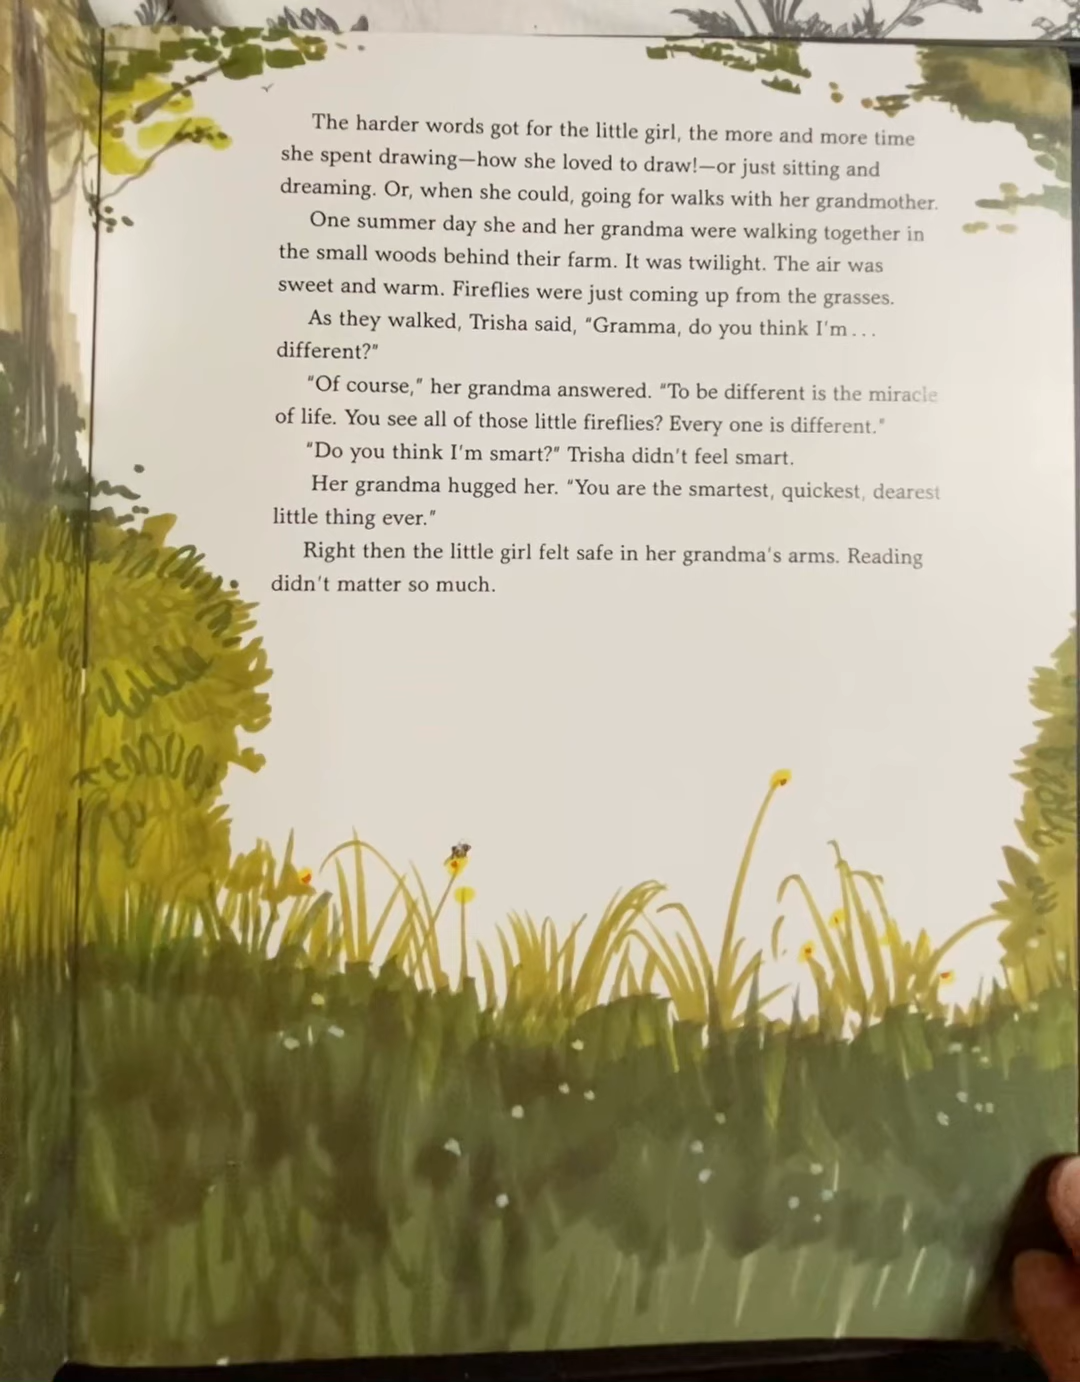 The harder words got for the little girl, the more and more time
she spent drawing—how she loved to draw!—or just sitting and
dreaming. Or, when she could, going for walks with her grandmother.
One summer day she and her grandma were walking together in
the small woods behind their farm. It was twilight. The air was
sweet and warm. Fireflies were just coming up from the grasses.
As they walked, Trisha said, "Gramma, do you think I'm...
different?"
"Of course," her grandma answered. "To be different is the miracle
of life. You see all of those little fireflies? Every one is different."
"Do you think I'm smart?" Trisha didn't feel smart.
Her grandma hugged her. "You are the smartest, quickest, dearest
little thing ever."
Right then the little girl felt safe in her grandma's arms. Reading
didn't matter so much.